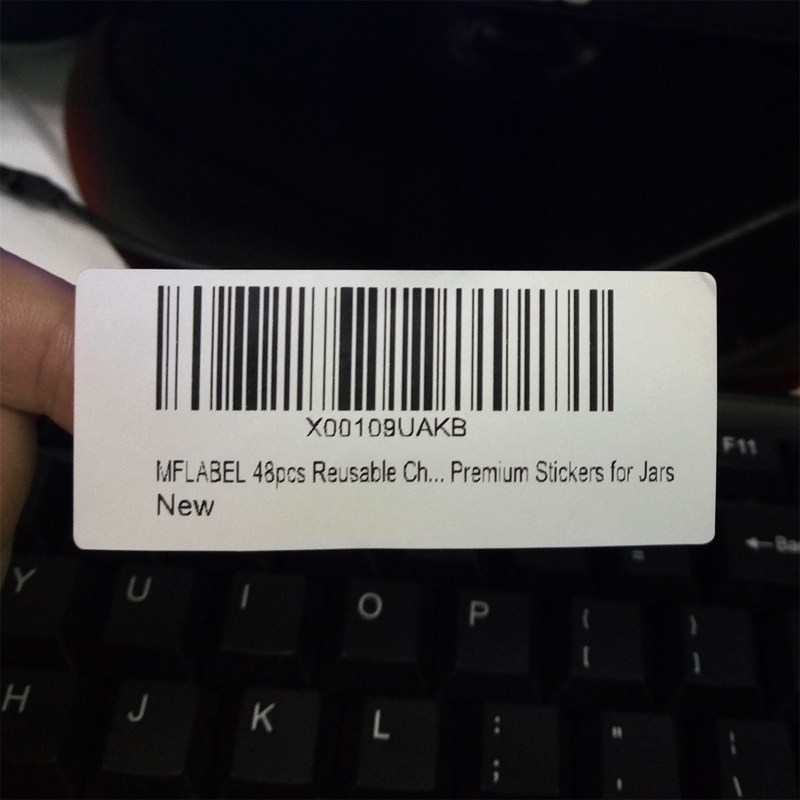 X00109UAKB
MFLABEL 48pcs Reusable Ch... Premium Stickers for Jars
New
F11
=
Y U I O P { [ } ]
H J K L : ; " '